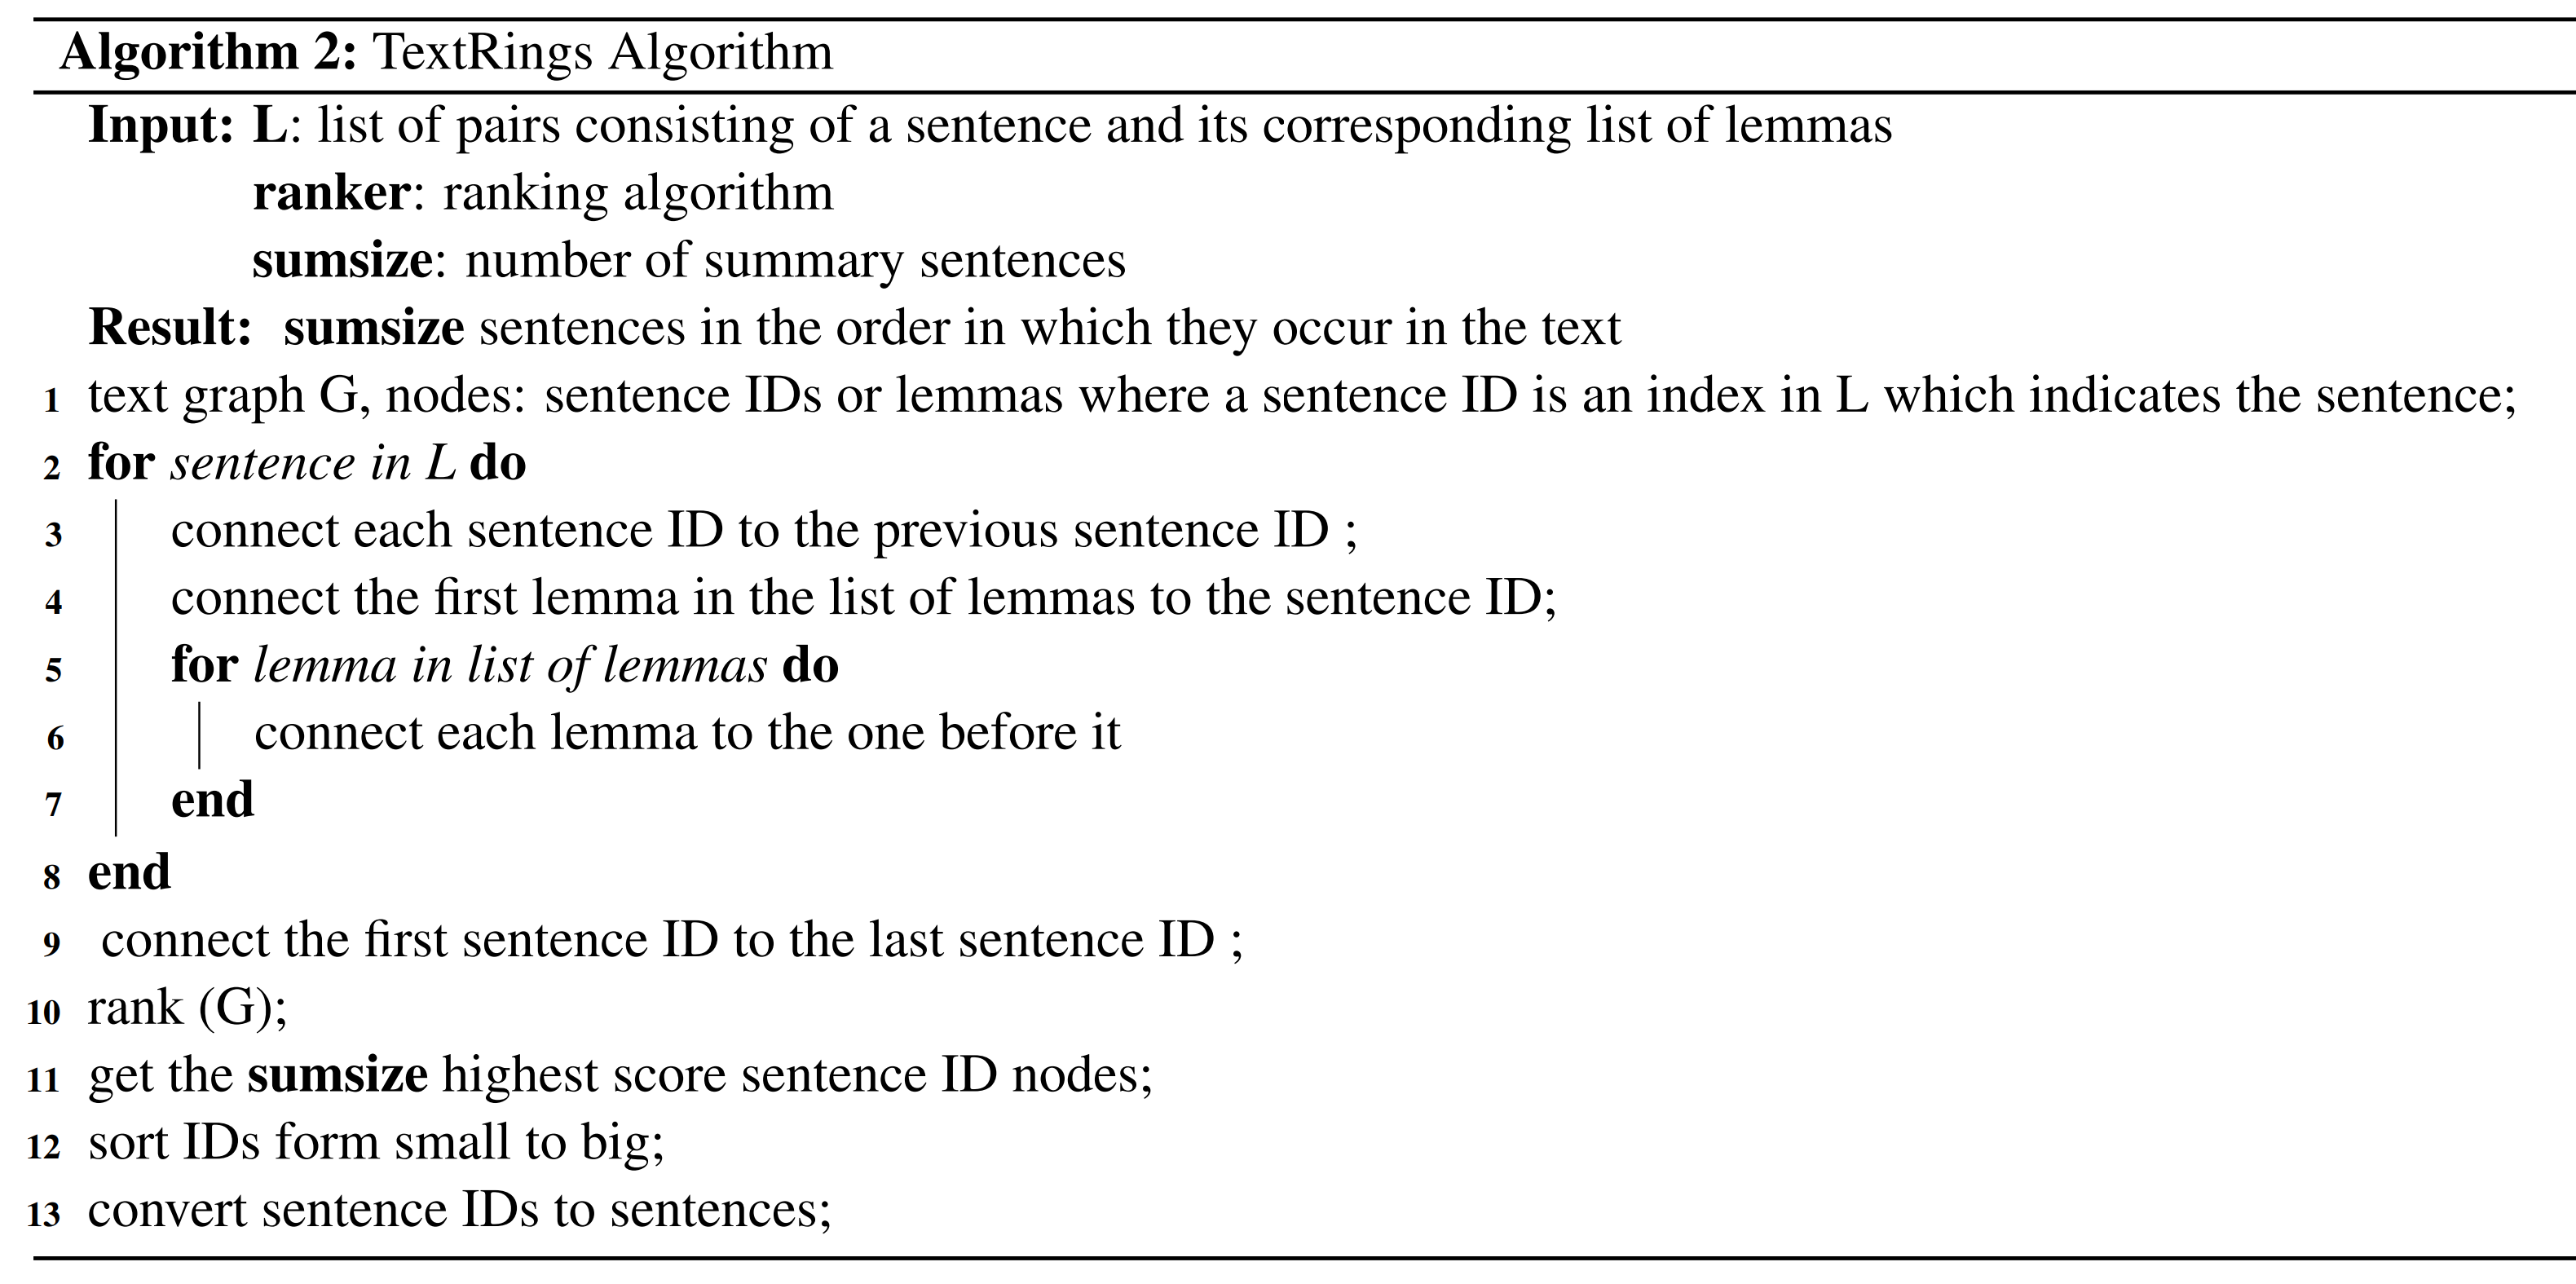 Algorithm 2: TextRings Algorithm
Input: L: list of pairs consisting of a sentence and its corresponding list of lemmas
ranker: ranking algorithm
sumsize: number of summary sentences
Result: sumsize sentences in the order in which they occur in the text
1 text graph G, nodes: sentence IDs or lemmas where a sentence ID is an index in L which indicates the sentence;
2 for sentence in L do
3 connect each sentence ID to the previous sentence ID ;
4 connect the first lemma in the list of lemmas to the sentence ID;
5 for lemma in list of lemmas do
6 connect each lemma to the one before it
7 end
8 end
9 connect the first sentence ID to the last sentence ID ;
10 rank (G);
11 get the sumsize highest score sentence ID nodes;
12 sort IDs form small to big;
13 convert sentence IDs to sentences;